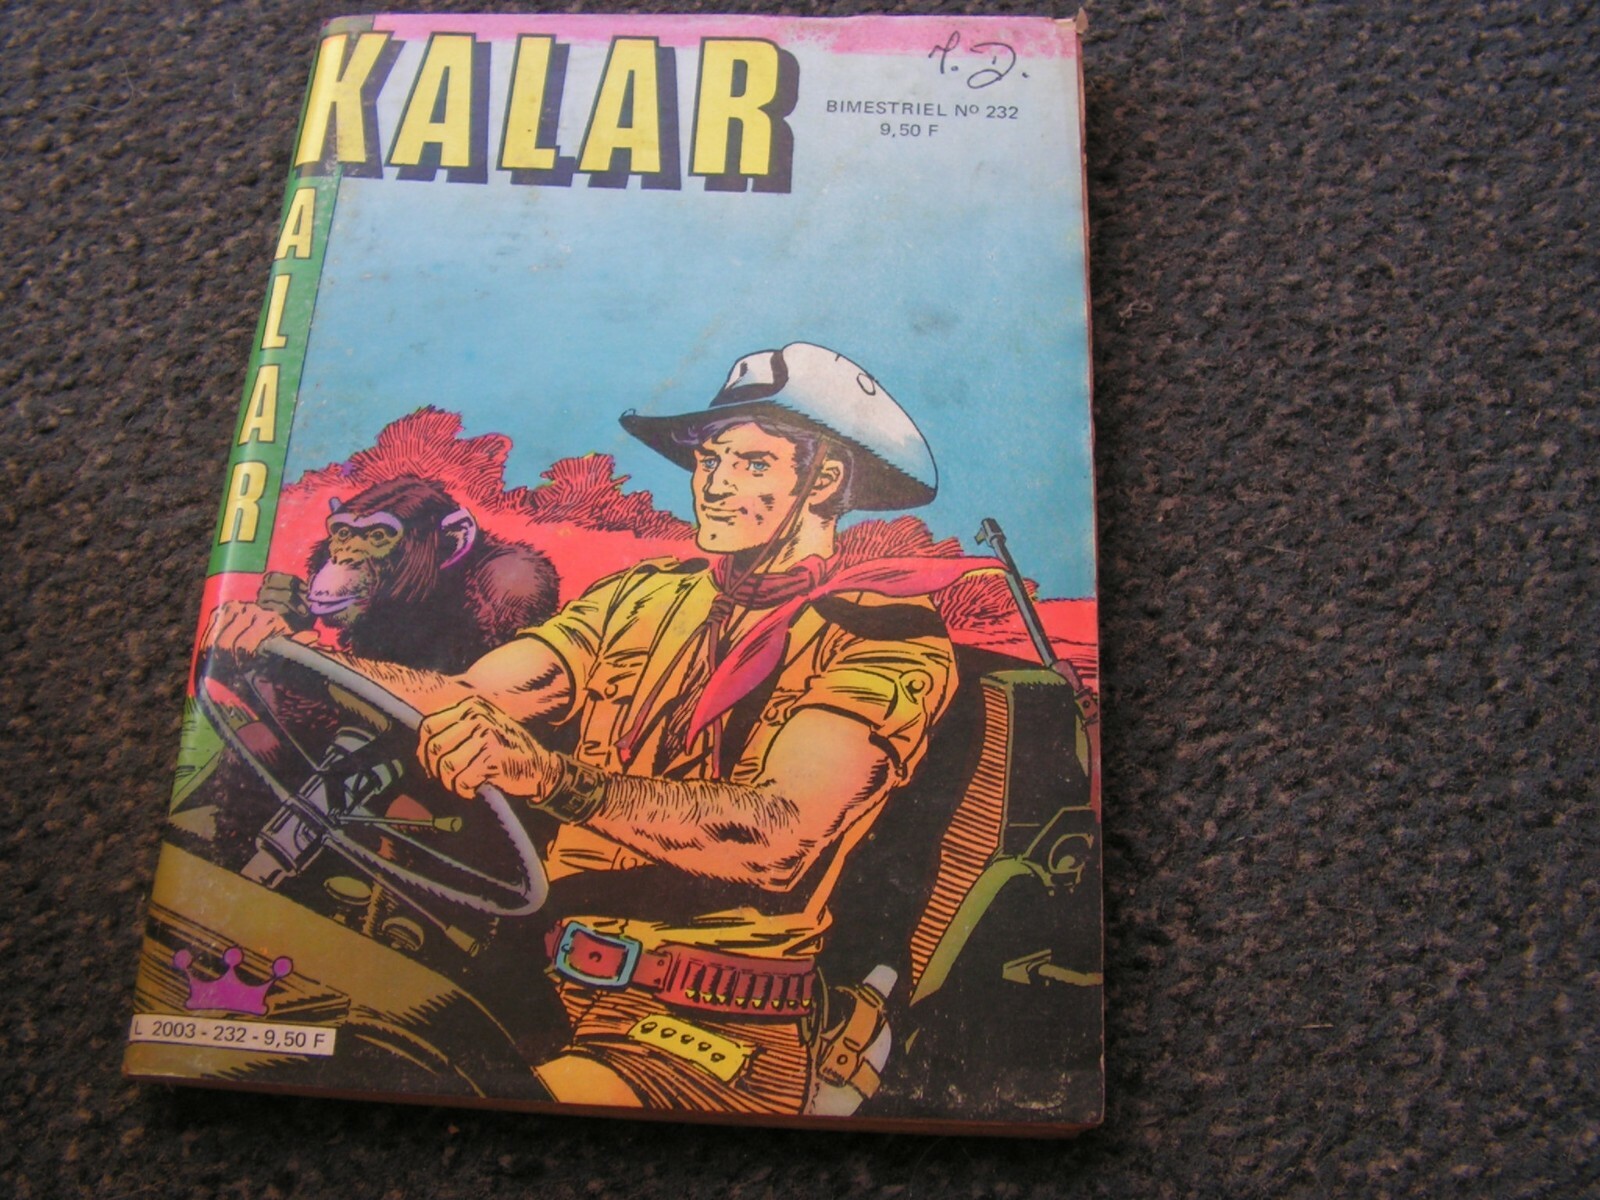 KALAR
J. D.
BIMESTRIEL Nº 232
9,50 F
KALAR
L 2003 - 232 - 9,50 F